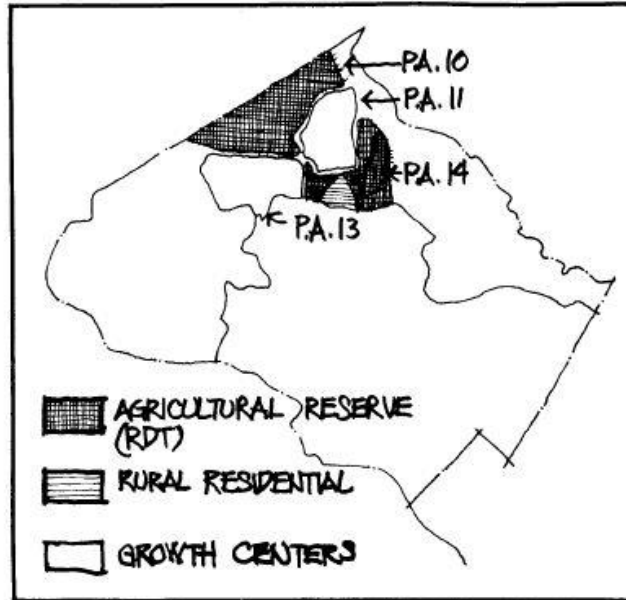 P.A. 10
P.A. 11
P.A. 14
P.A. 13
AGRICULTURAL RESERVE
(RDT)
RURAL RESIDENTIAL
GROWTH CENTERS